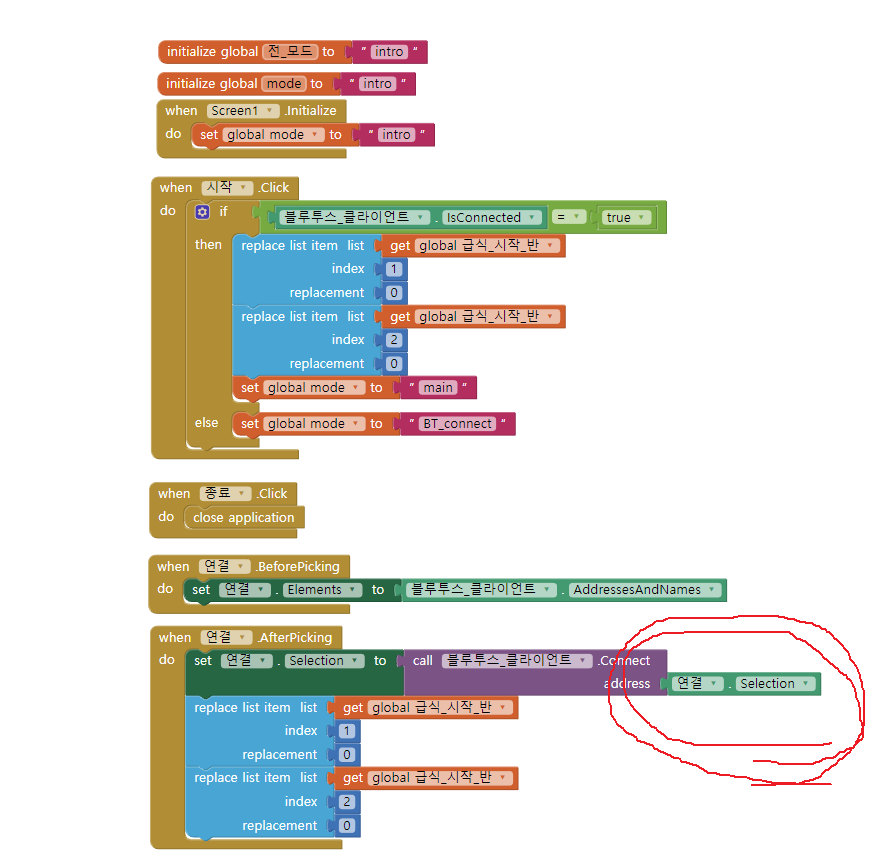 initialize global 전_모드 to " intro "
initialize global mode to " intro "
when Screen1 .Initialize
do set global mode to " intro "
when 시작 .Click
do if 블루투스_클라이언트 . IsConnected = true
then replace list item list get global 급식_시작_반
index 1
replacement 0
replace list item list get global 급식_시작_반
index 2
replacement 0
set global mode to " main "
else set global mode to " BT_connect "
when 종료 .Click
do close application
when 연결 .BeforePicking
do set 연결 . Elements to 블루투스_클라이언트 . AddressesAndNames
when 연결 .AfterPicking
do set 연결 . Selection to call 블루투스_클라이언트 .Connect
address 연결 . Selection
replace list item list get global 급식_시작_반
index 1
replacement 0
replace list item list get global 급식_시작_반
index 2
replacement 0